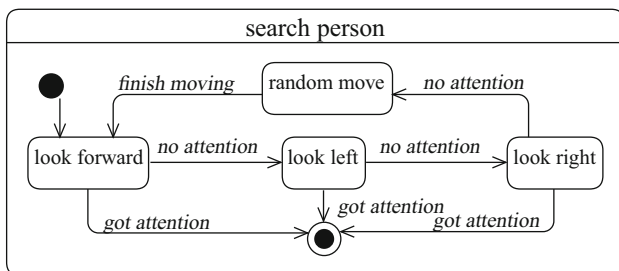 search person
finish moving
random move
no attention
look forward
no attention
look left
no attention
look right
got attention
got attention
got attention